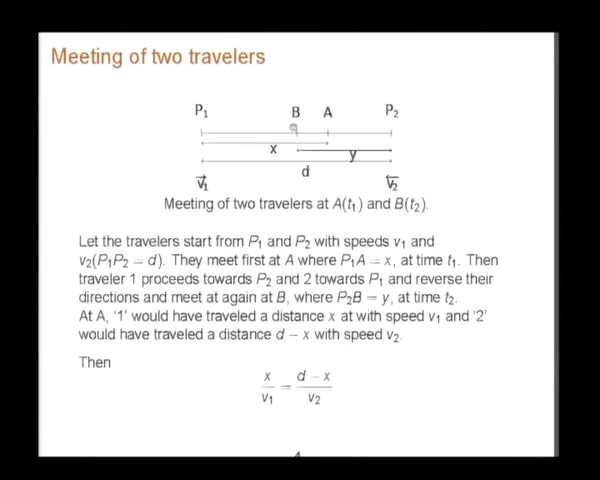 Meeting of two travelers
P₁ B A P₂
x y
d
v₁ v₂
Meeting of two travelers at A(t₁) and B(t₂).
Let the travelers start from P₁ and P₂ with speeds v₁ and
v₂(P₁P₂ = d). They meet first at A where P₁A = x, at time t₁. Then
traveler 1 proceeds towards P₂ and 2 towards P₁ and reverse their
directions and meet at again at B, where P₂B = y, at time t₂.
At A, '1' would have traveled a distance x at with speed v₁ and '2'
would have traveled a distance d − x with speed v₂.
Then
x/v₁ = (d − x)/v₂